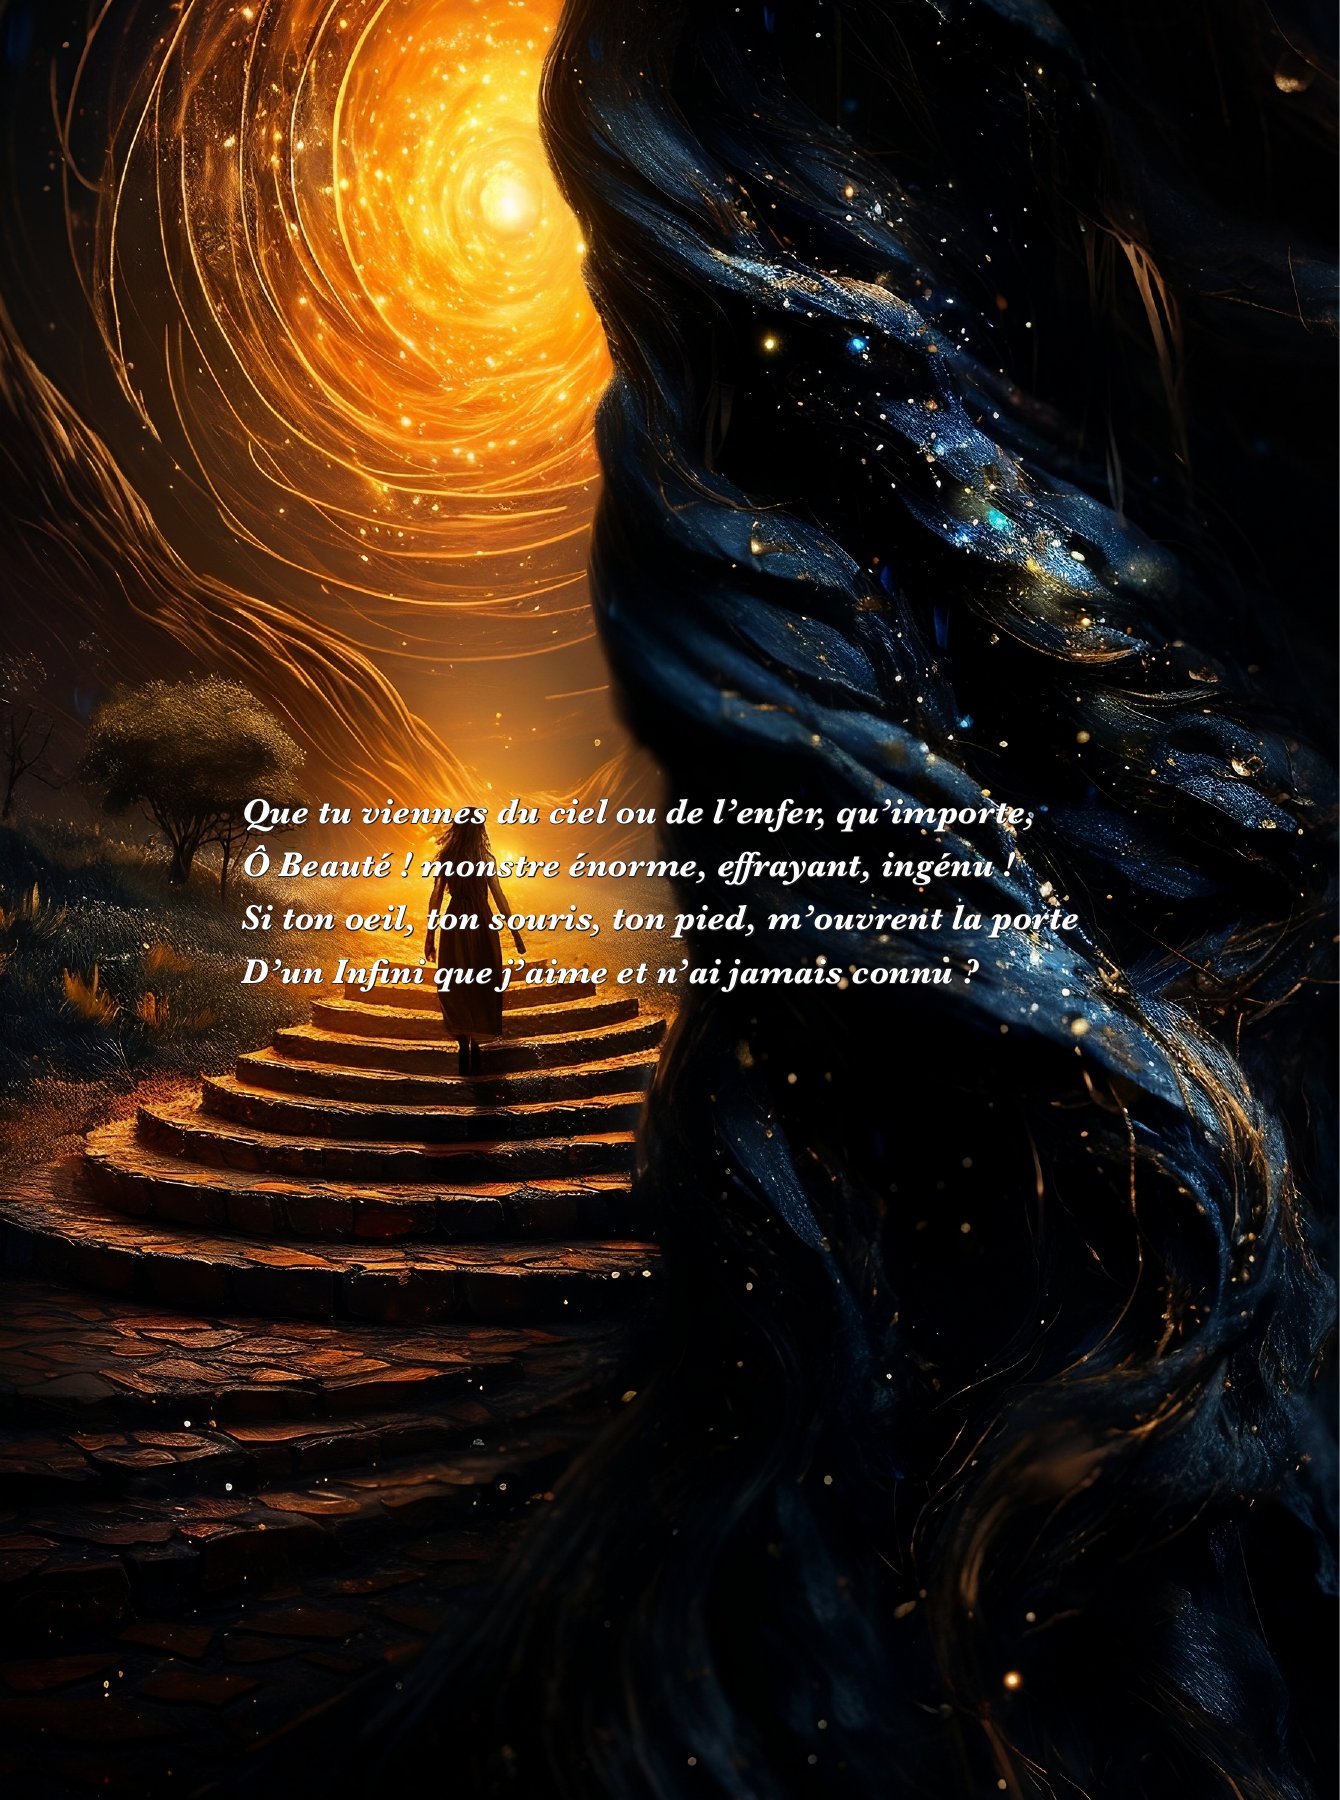 Que tu viennes du ciel ou de l’enfer, qu’importe,
Ô Beauté ! monstre énorme, effrayant, ingénu !
Si ton oeil, ton souris, ton pied, m’ouvrent la porte
D’un Infini que j’aime et n’ai jamais connu ?